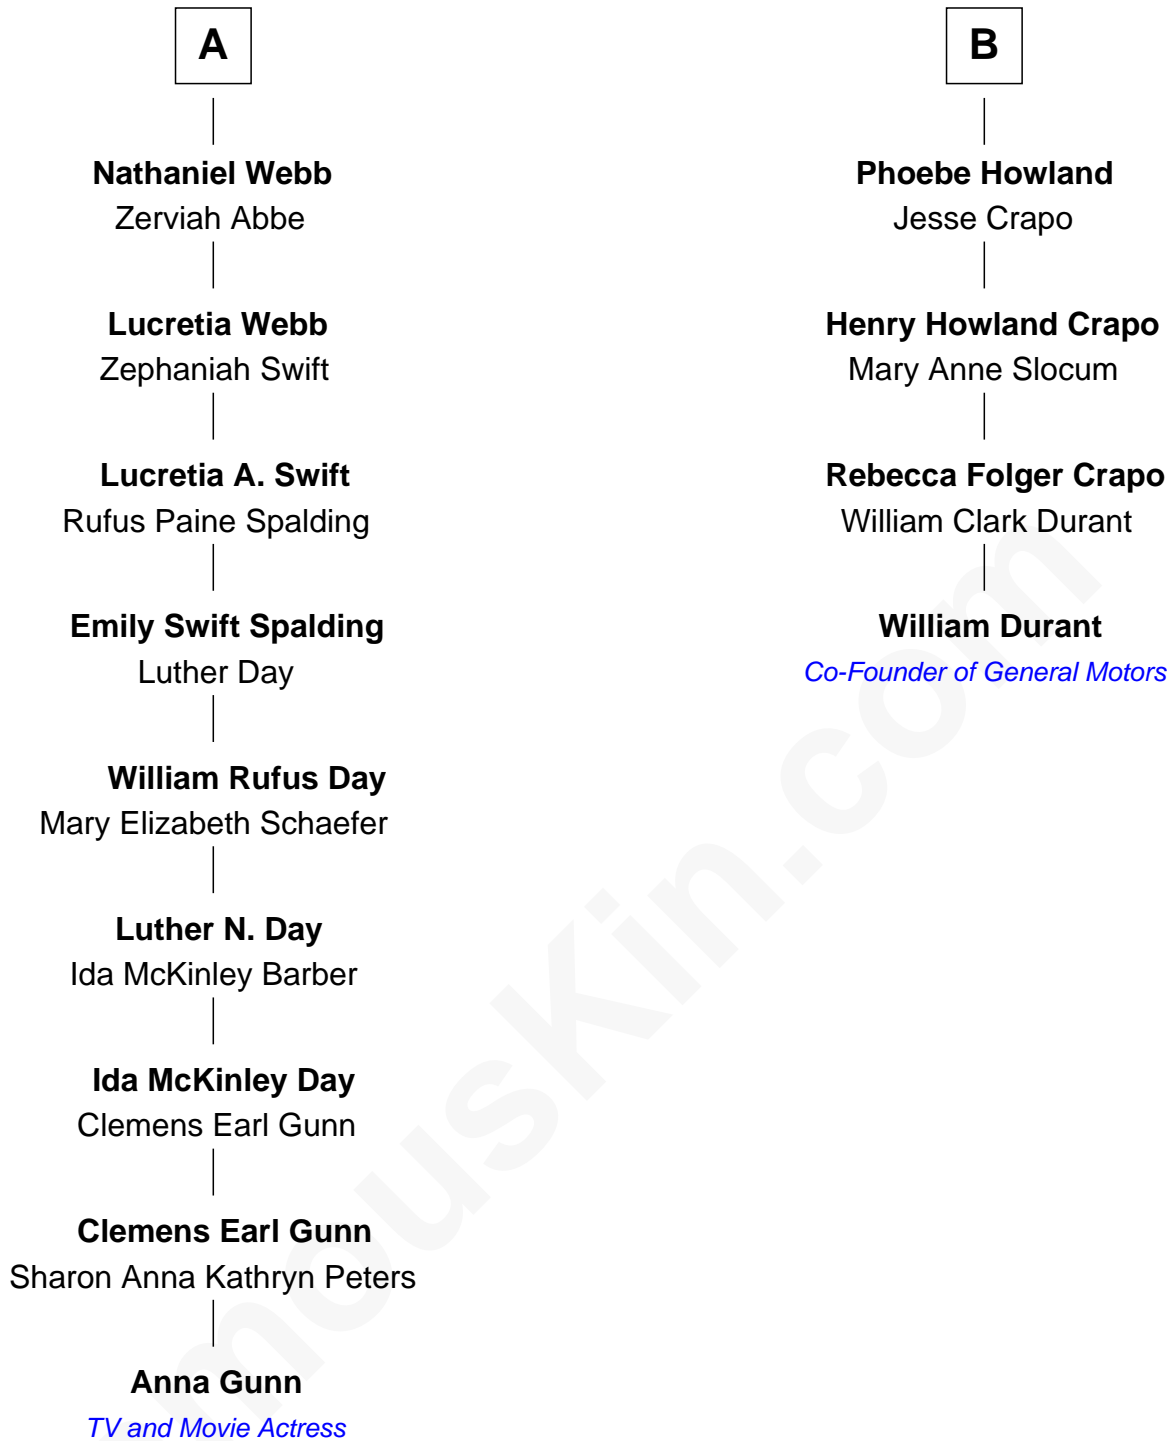 A
Nathaniel Webb
Zerviah Abbe
Lucretia Webb
Zephaniah Swift
Lucretia A. Swift
Rufus Paine Spalding
Emily Swift Spalding
Luther Day
William Rufus Day
Mary Elizabeth Schaefer
Luther N. Day
Ida McKinley Barber
Ida McKinley Day
Clemens Earl Gunn
Clemens Earl Gunn
Sharon Anna Kathryn Peters
Anna Gunn
TV and Movie Actress
B
Phoebe Howland
Jesse Crapo
Henry Howland Crapo
Mary Anne Slocum
Rebecca Folger Crapo
William Clark Durant
William Durant
Co-Founder of General Motors
mousKin.com